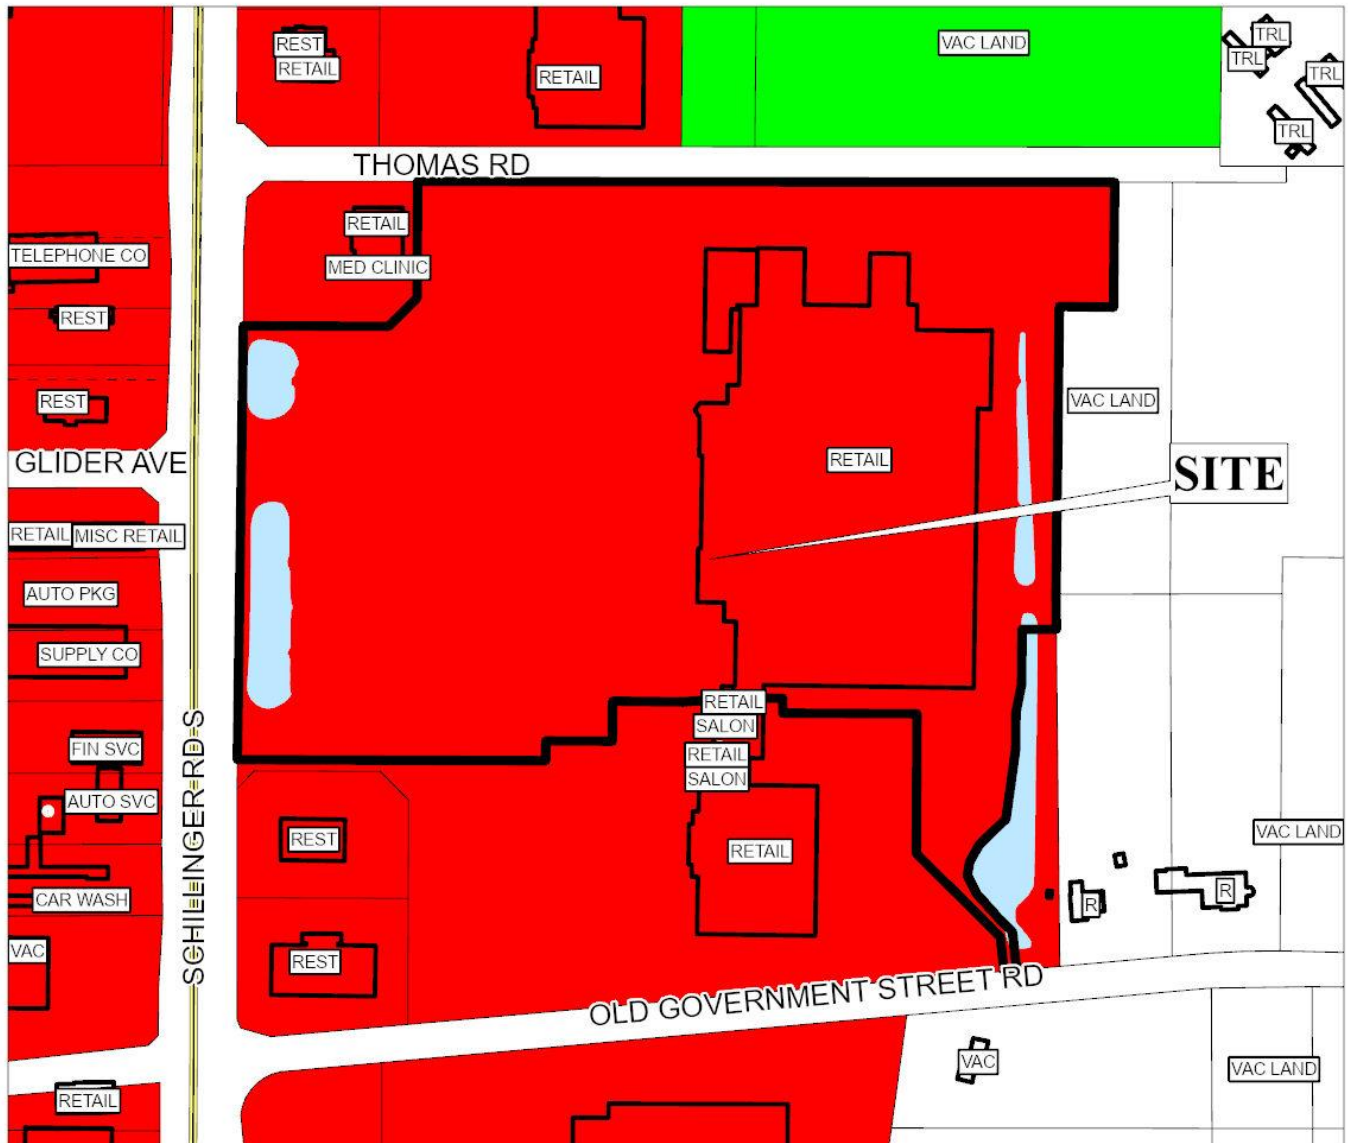 REST
RETAIL
RETAIL
VAC LAND
TRL
TRL
TRL
TRL
THOMAS RD
RETAIL
MED CLINIC
TELEPHONE CO
REST
REST
VAC LAND
GLIDER AVE
RETAIL
SITE
RETAIL
MISC RETAIL
AUTO PKG
SUPPLY CO
SCHILLINGER RD S
RETAIL
SALON
RETAIL
SALON
FIN SVC
AUTO SVC
REST
RETAIL
VAC LAND
CAR WASH
R
R
VAC
REST
OLD GOVERNMENT STREET RD
VAC
VAC LAND
RETAIL